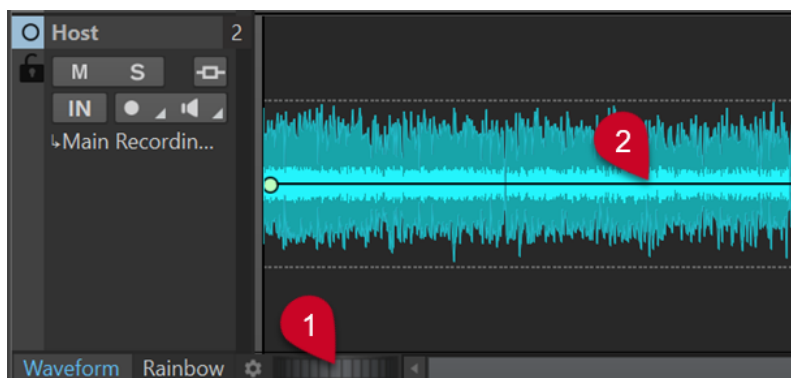 Host 2
M S
IN
↳Main Recordin...
2
1
Waveform Rainbow